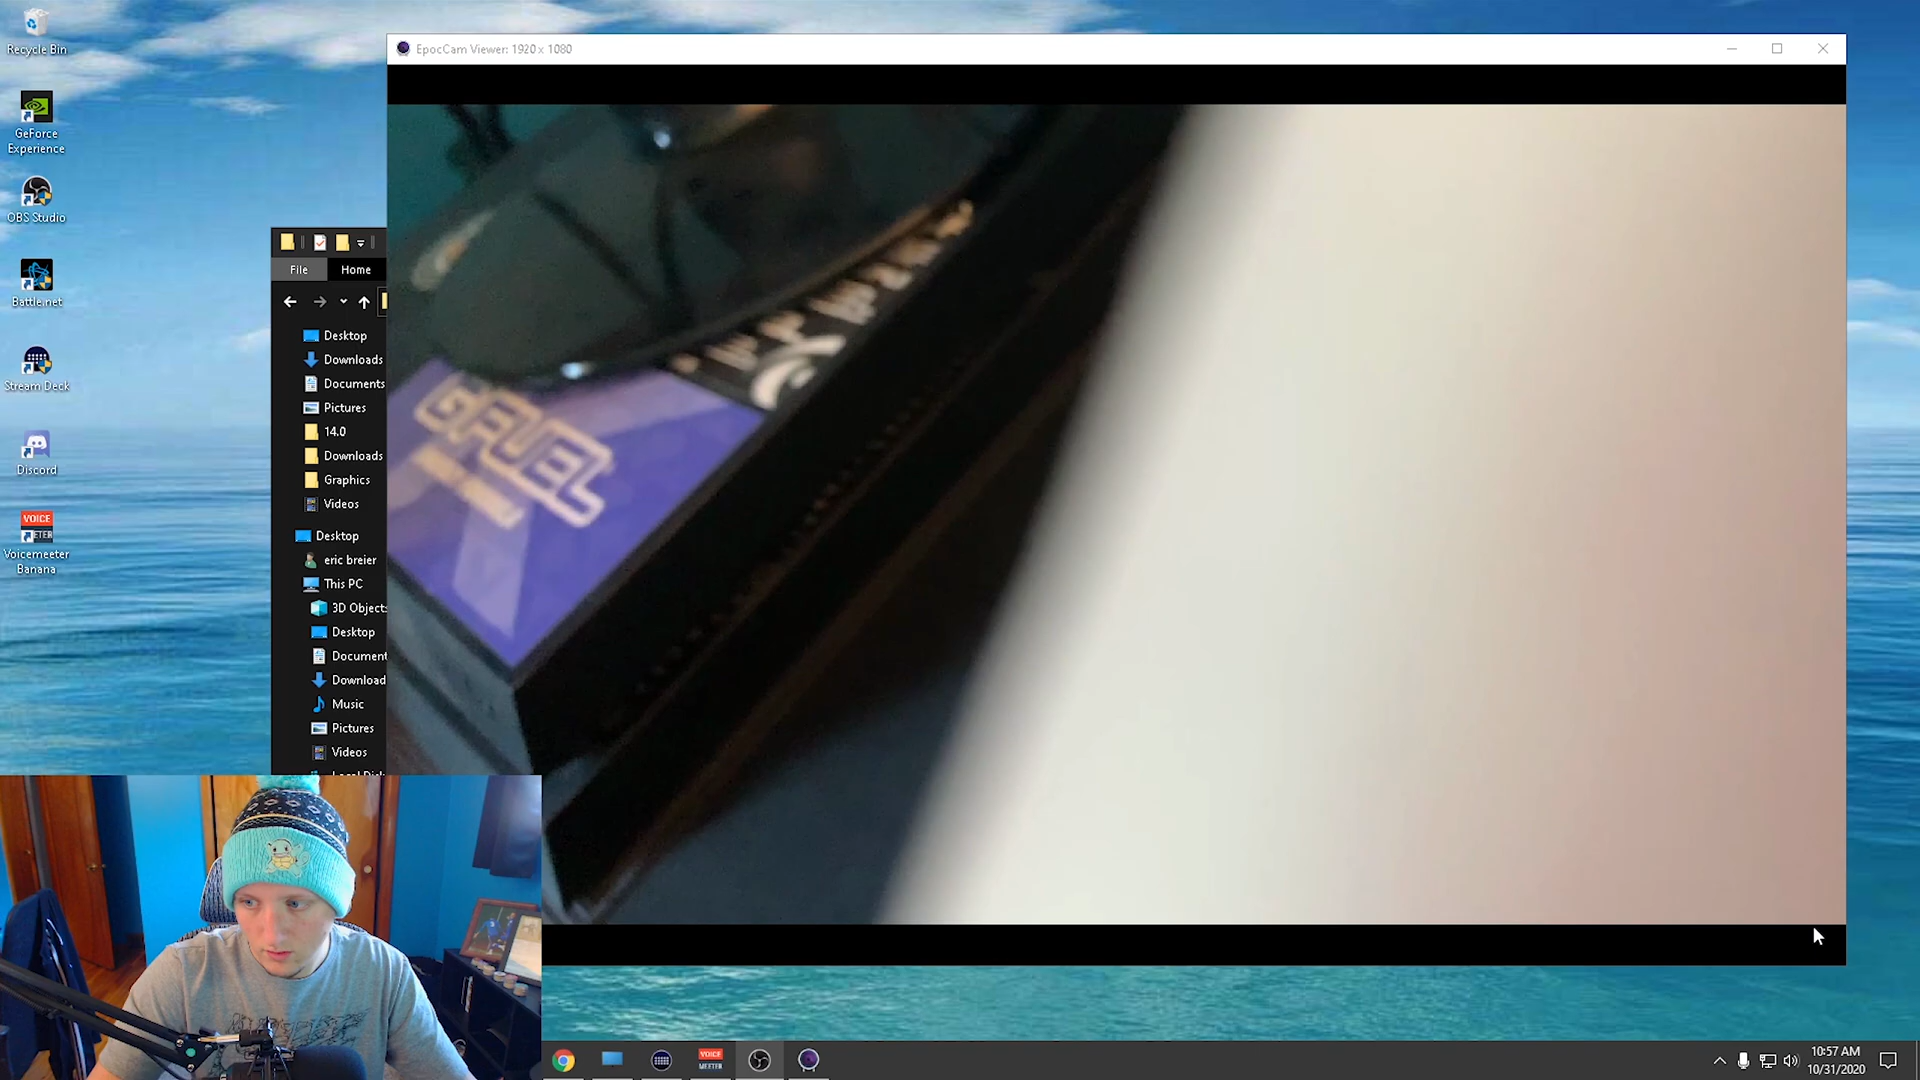 Recycle Bin
GeForce
Experience
OBS Studio
Battle.net
Stream Deck
Discord
VOICE
Voicemeeter
Banana
EpocCam Viewer: 1920 x 1080
File
Home
Desktop
Downloads
Documents
Pictures
14.0
Downloads
Graphics
Videos
Desktop
eric breier
This PC
3D Objects
Desktop
Document
Download
Music
Pictures
Videos
GFUEL
VOICE
MEETER
10:57 AM
10/31/2020